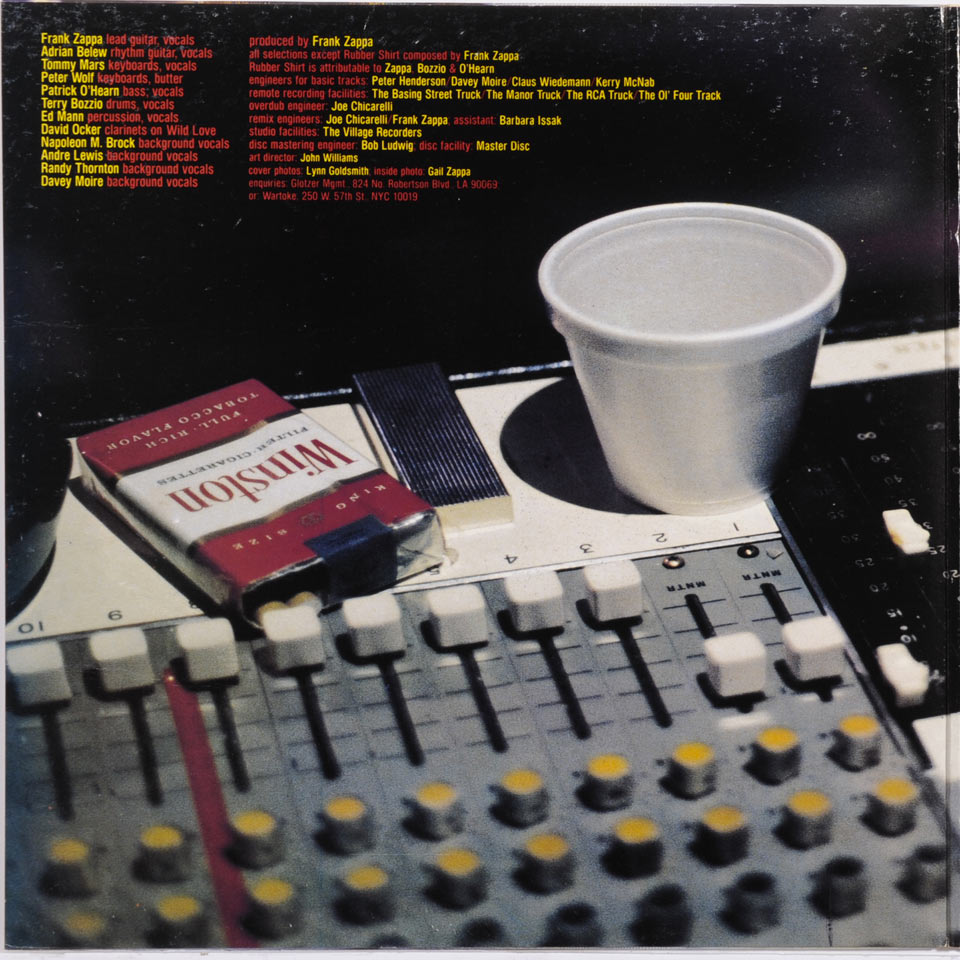 Frank Zappa lead guitar, vocals
Adrian Belew rhythm guitar, vocals
Tommy Mars keyboards, vocals
Peter Wolf keyboards, butter
Patrick O'Hearn bass, vocals
Terry Bozzio drums, vocals
Ed Mann percussion, vocals
David Ocker clarinets on Wild Love
Napoleon M. Brock background vocals
Andre Lewis background vocals
Randy Thornton background vocals
Davey Moire background vocals
produced by Frank Zappa
all selections except Rubber Shirt composed by Frank Zappa
Rubber Shirt is attributable to Zappa, Bozzio & O'Hearn
engineers for basic tracks: Peter Henderson/Davey Moire/Claus Wiedemann/Kerry McNab
remote recording facilities: The Basing Street Truck/The Manor Truck/The RCA Truck/The Ol' Four Track
overdub engineer: Joe Chicarelli
remix engineers: Joe Chicarelli/Frank Zappa; assistant: Barbara Issak
studio facilities: The Village Recorders
disc mastering engineer: Bob Ludwig; disc facility: Master Disc
art director: John Williams
cover photos: Lynn Goldsmith; inside photo: Gail Zappa
enquiries: Glotzer Mgmt., 824 No. Robertson Blvd., LA 90069;
or: Wartoke, 250 W. 57th St., NYC 10019
FULL, RICH
TOBACCO FLAVOR
FILTER·CIGARETTES
Winston
KING SIZE
10
9
5
4
3
2
1
MNTR
MNTR